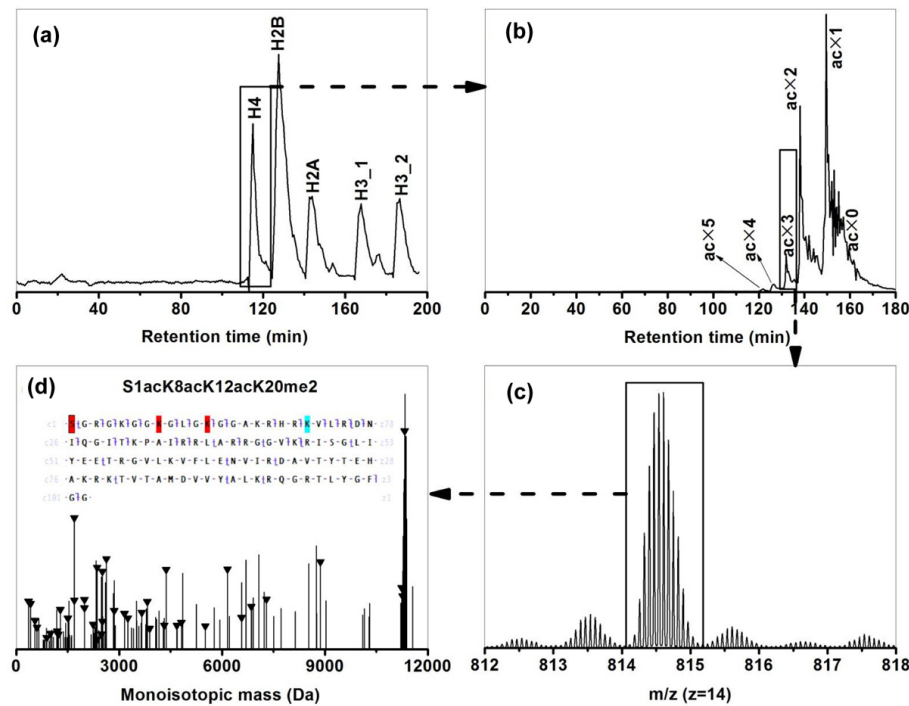 (a)
H4
H2B
H2A
H3_1
H3_2
0 40 80 120 160 200
Retention time (min)
(b)
ac×5
ac×4
ac×3
ac×2
ac×1
ac×0
0 20 40 60 80 100 120 140 160 180
Retention time (min)
(d)
S1acK8acK12acK20me2
c1 S G R G K G G K G L G K G G A K R H R K V L R D N z78
c26 I Q G I T K P A I R R L A R R G G V K R I S G L I z53
c51 Y E E T R G V L K V F L E N V I R D A V T Y T E H z28
c76 A K R K T V T A M D V V Y A L K R Q G R T L Y G F z3
c101 G G z1
0 3000 6000 9000 12000
Monoisotopic mass (Da)
(c)
812 813 814 815 816 817 818
m/z (z=14)